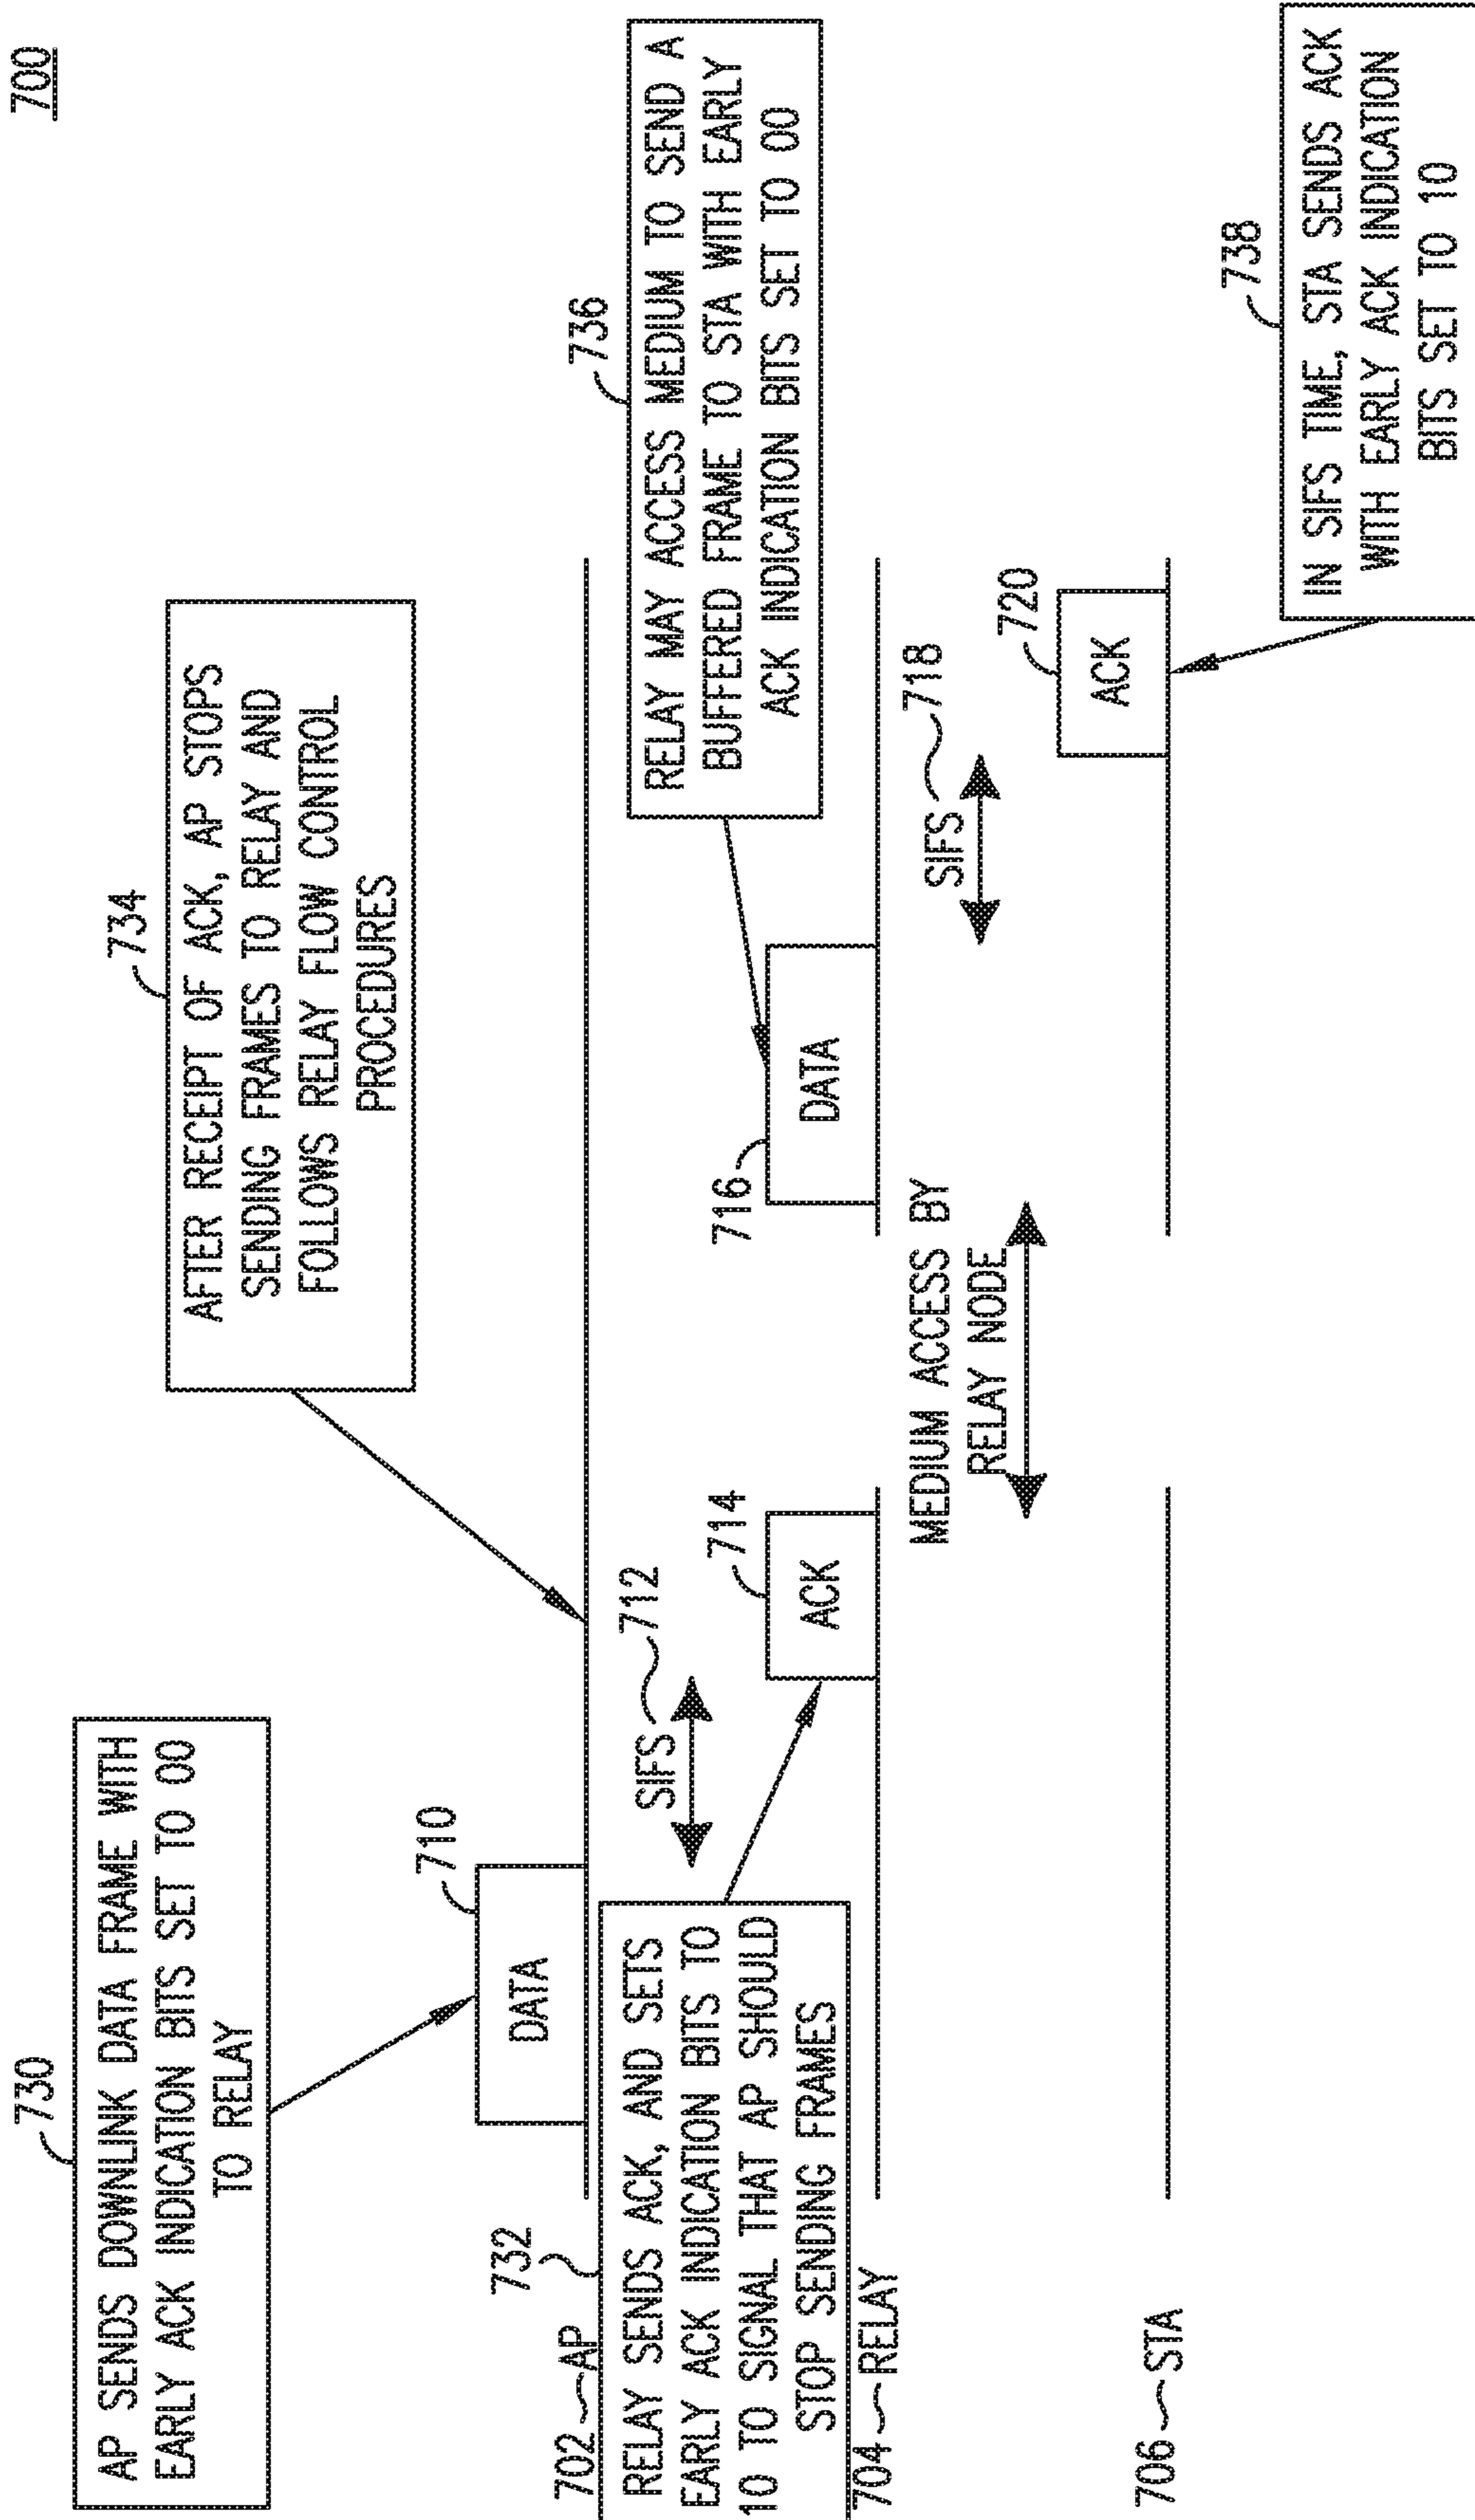 700
730
AP SENDS DOWNLINK DATA FRAME WITH
EARLY ACK INDICATION BITS SET TO 00
TO RELAY
734
AFTER RECEIPT OF ACK, AP STOPS
SENDING FRAMES TO RELAY AND
FOLLOWS RELAY FLOW CONTROL
PROCEDURES
710
DATA
732
702 AP
RELAY SENDS ACK, AND SETS
EARLY ACK INDICATION BITS TO
10 TO SIGNAL THAT AP SHOULD
STOP SENDING FRAMES
SIFS 712
714
ACK
736
RELAY MAY ACCESS MEDIUM TO SEND A
BUFFERED FRAME TO STA WITH EARLY
ACK INDICATION BITS SET TO 00
716
DATA
704 RELAY
MEDIUM ACCESS BY
RELAY NODE
SIFS 718
720
ACK
706 STA
738
IN SIFS TIME, STA SENDS ACK
WITH EARLY ACK INDICATION
BITS SET TO 10